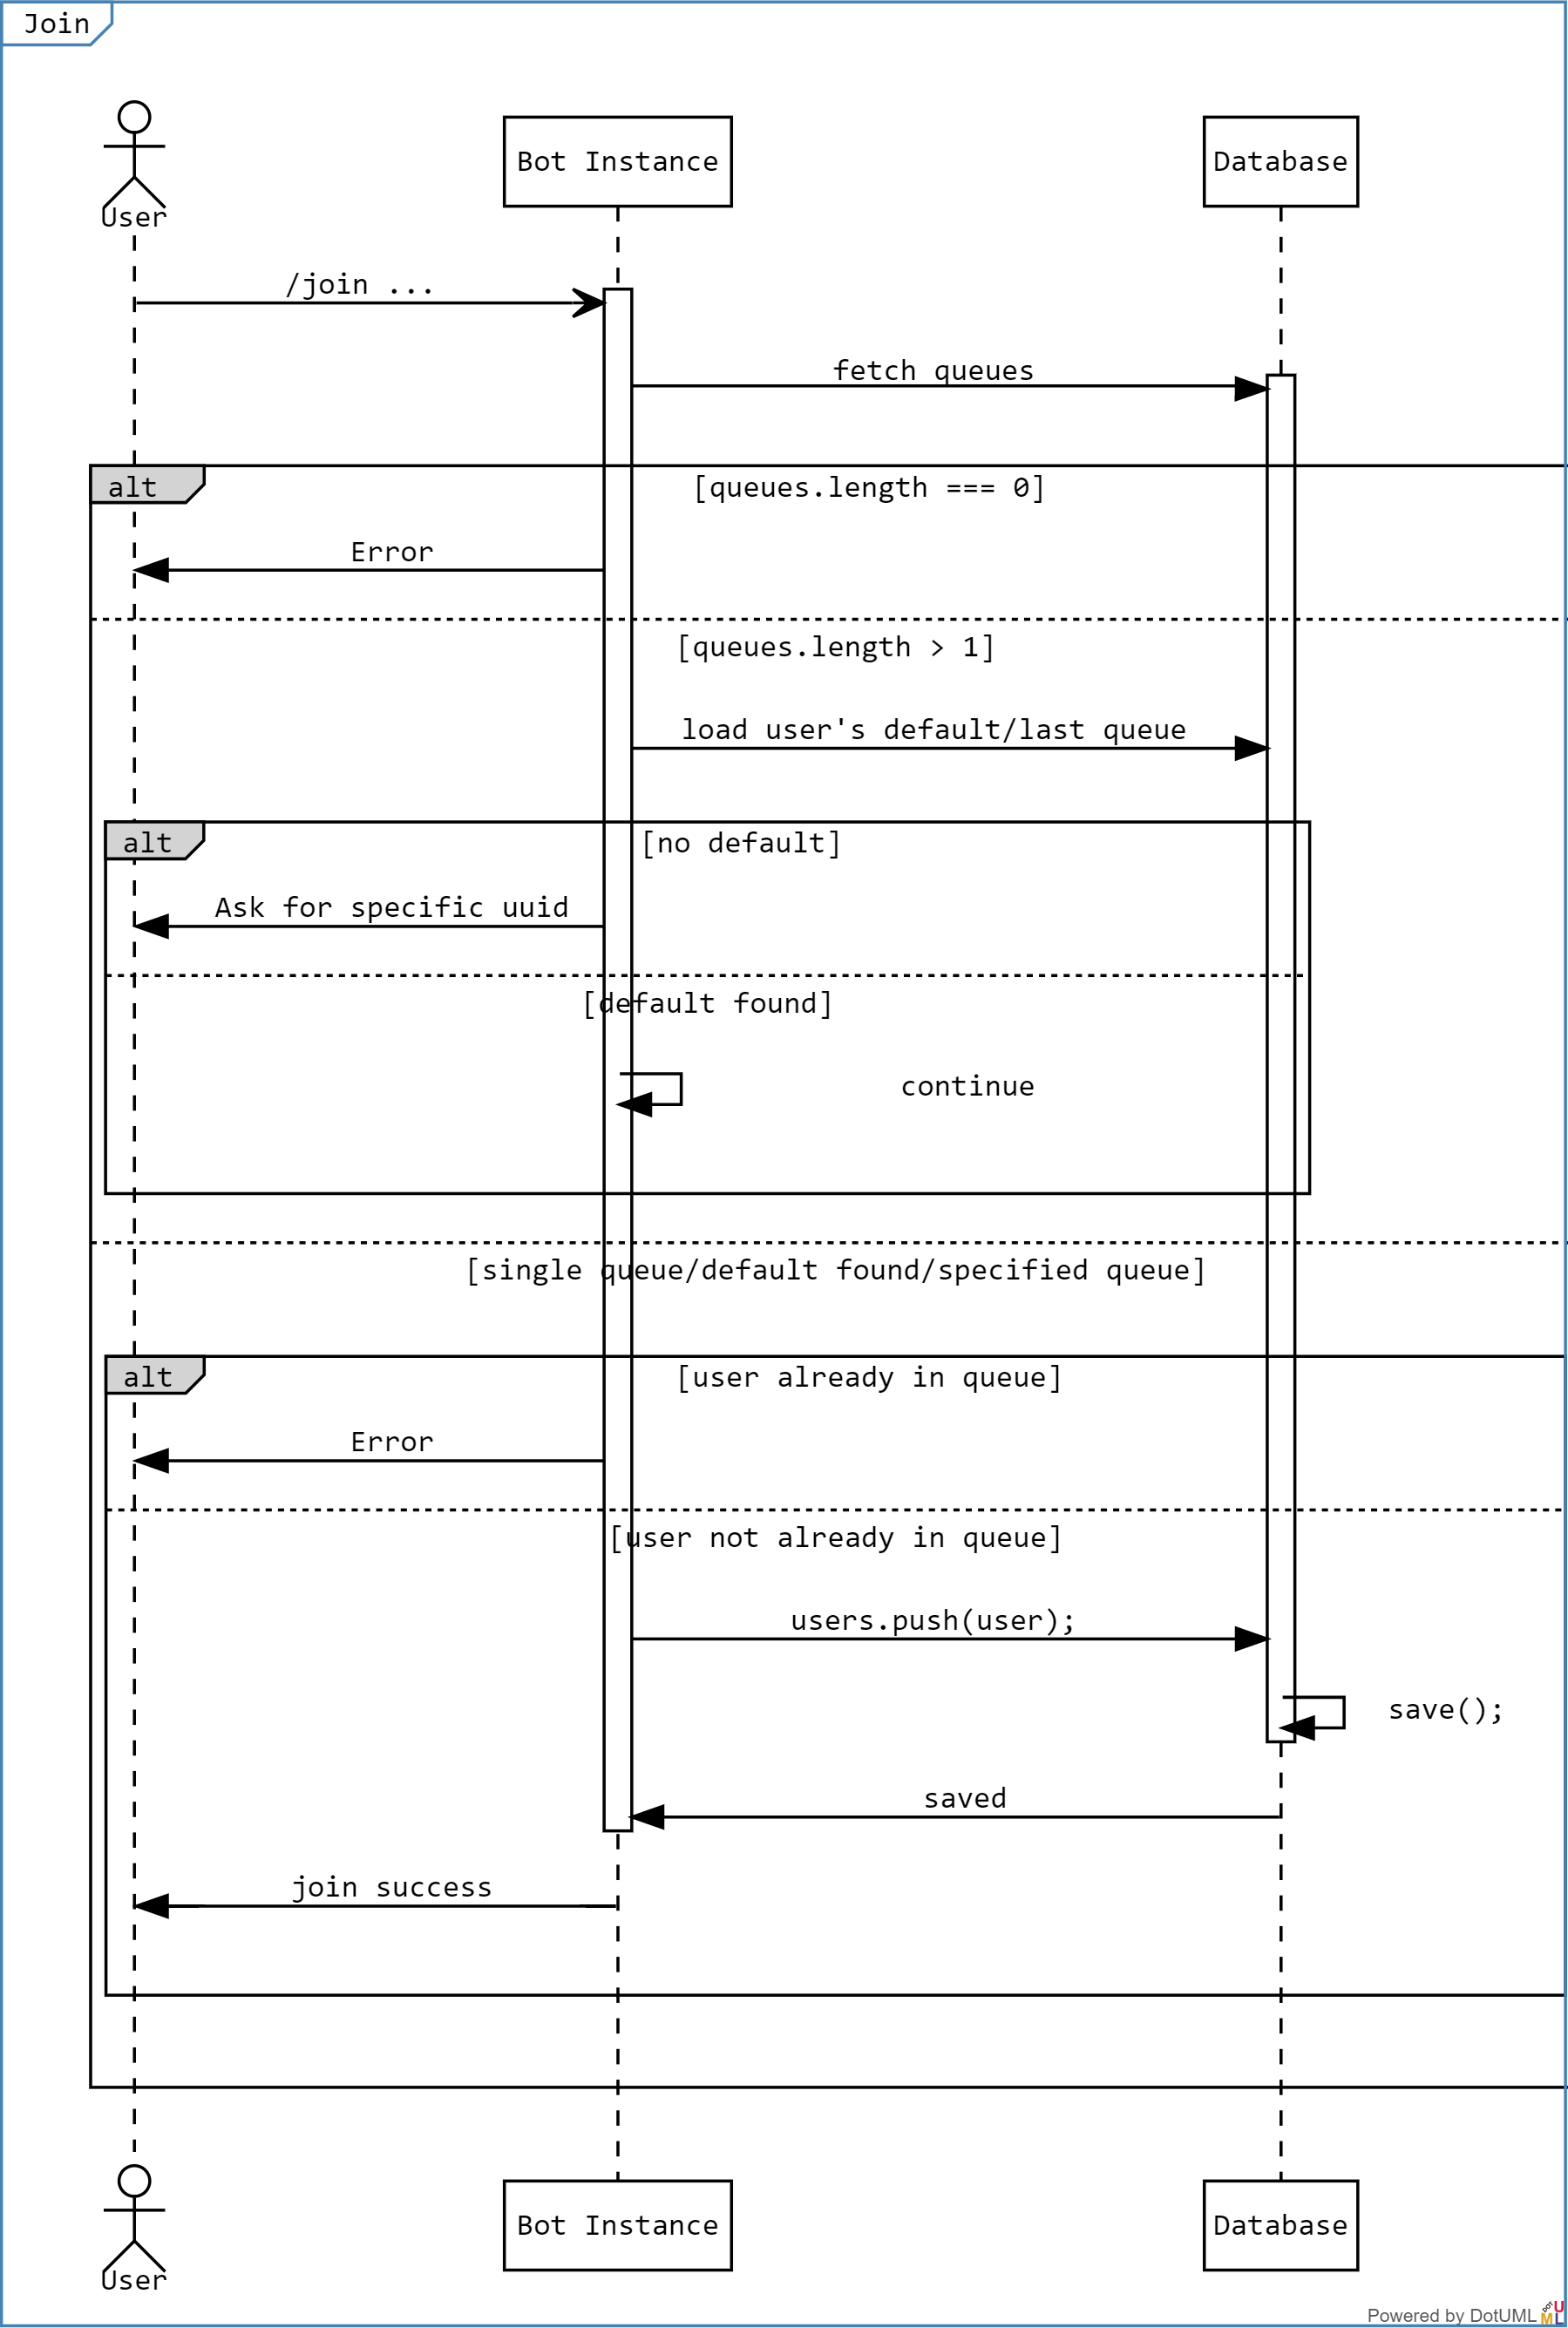 Join
User
Bot Instance
Database
/join ...
fetch queues
alt
[queues.length === 0]
Error
[queues.length > 1]
load user's default/last queue
alt
[no default]
Ask for specific uuid
[default found]
continue
[single queue/default found/specified queue]
alt
[user already in queue]
Error
[user not already in queue]
users.push(user);
save();
saved
join success
User
Bot Instance
Database
Powered by DotUML
DOT
U
M
L